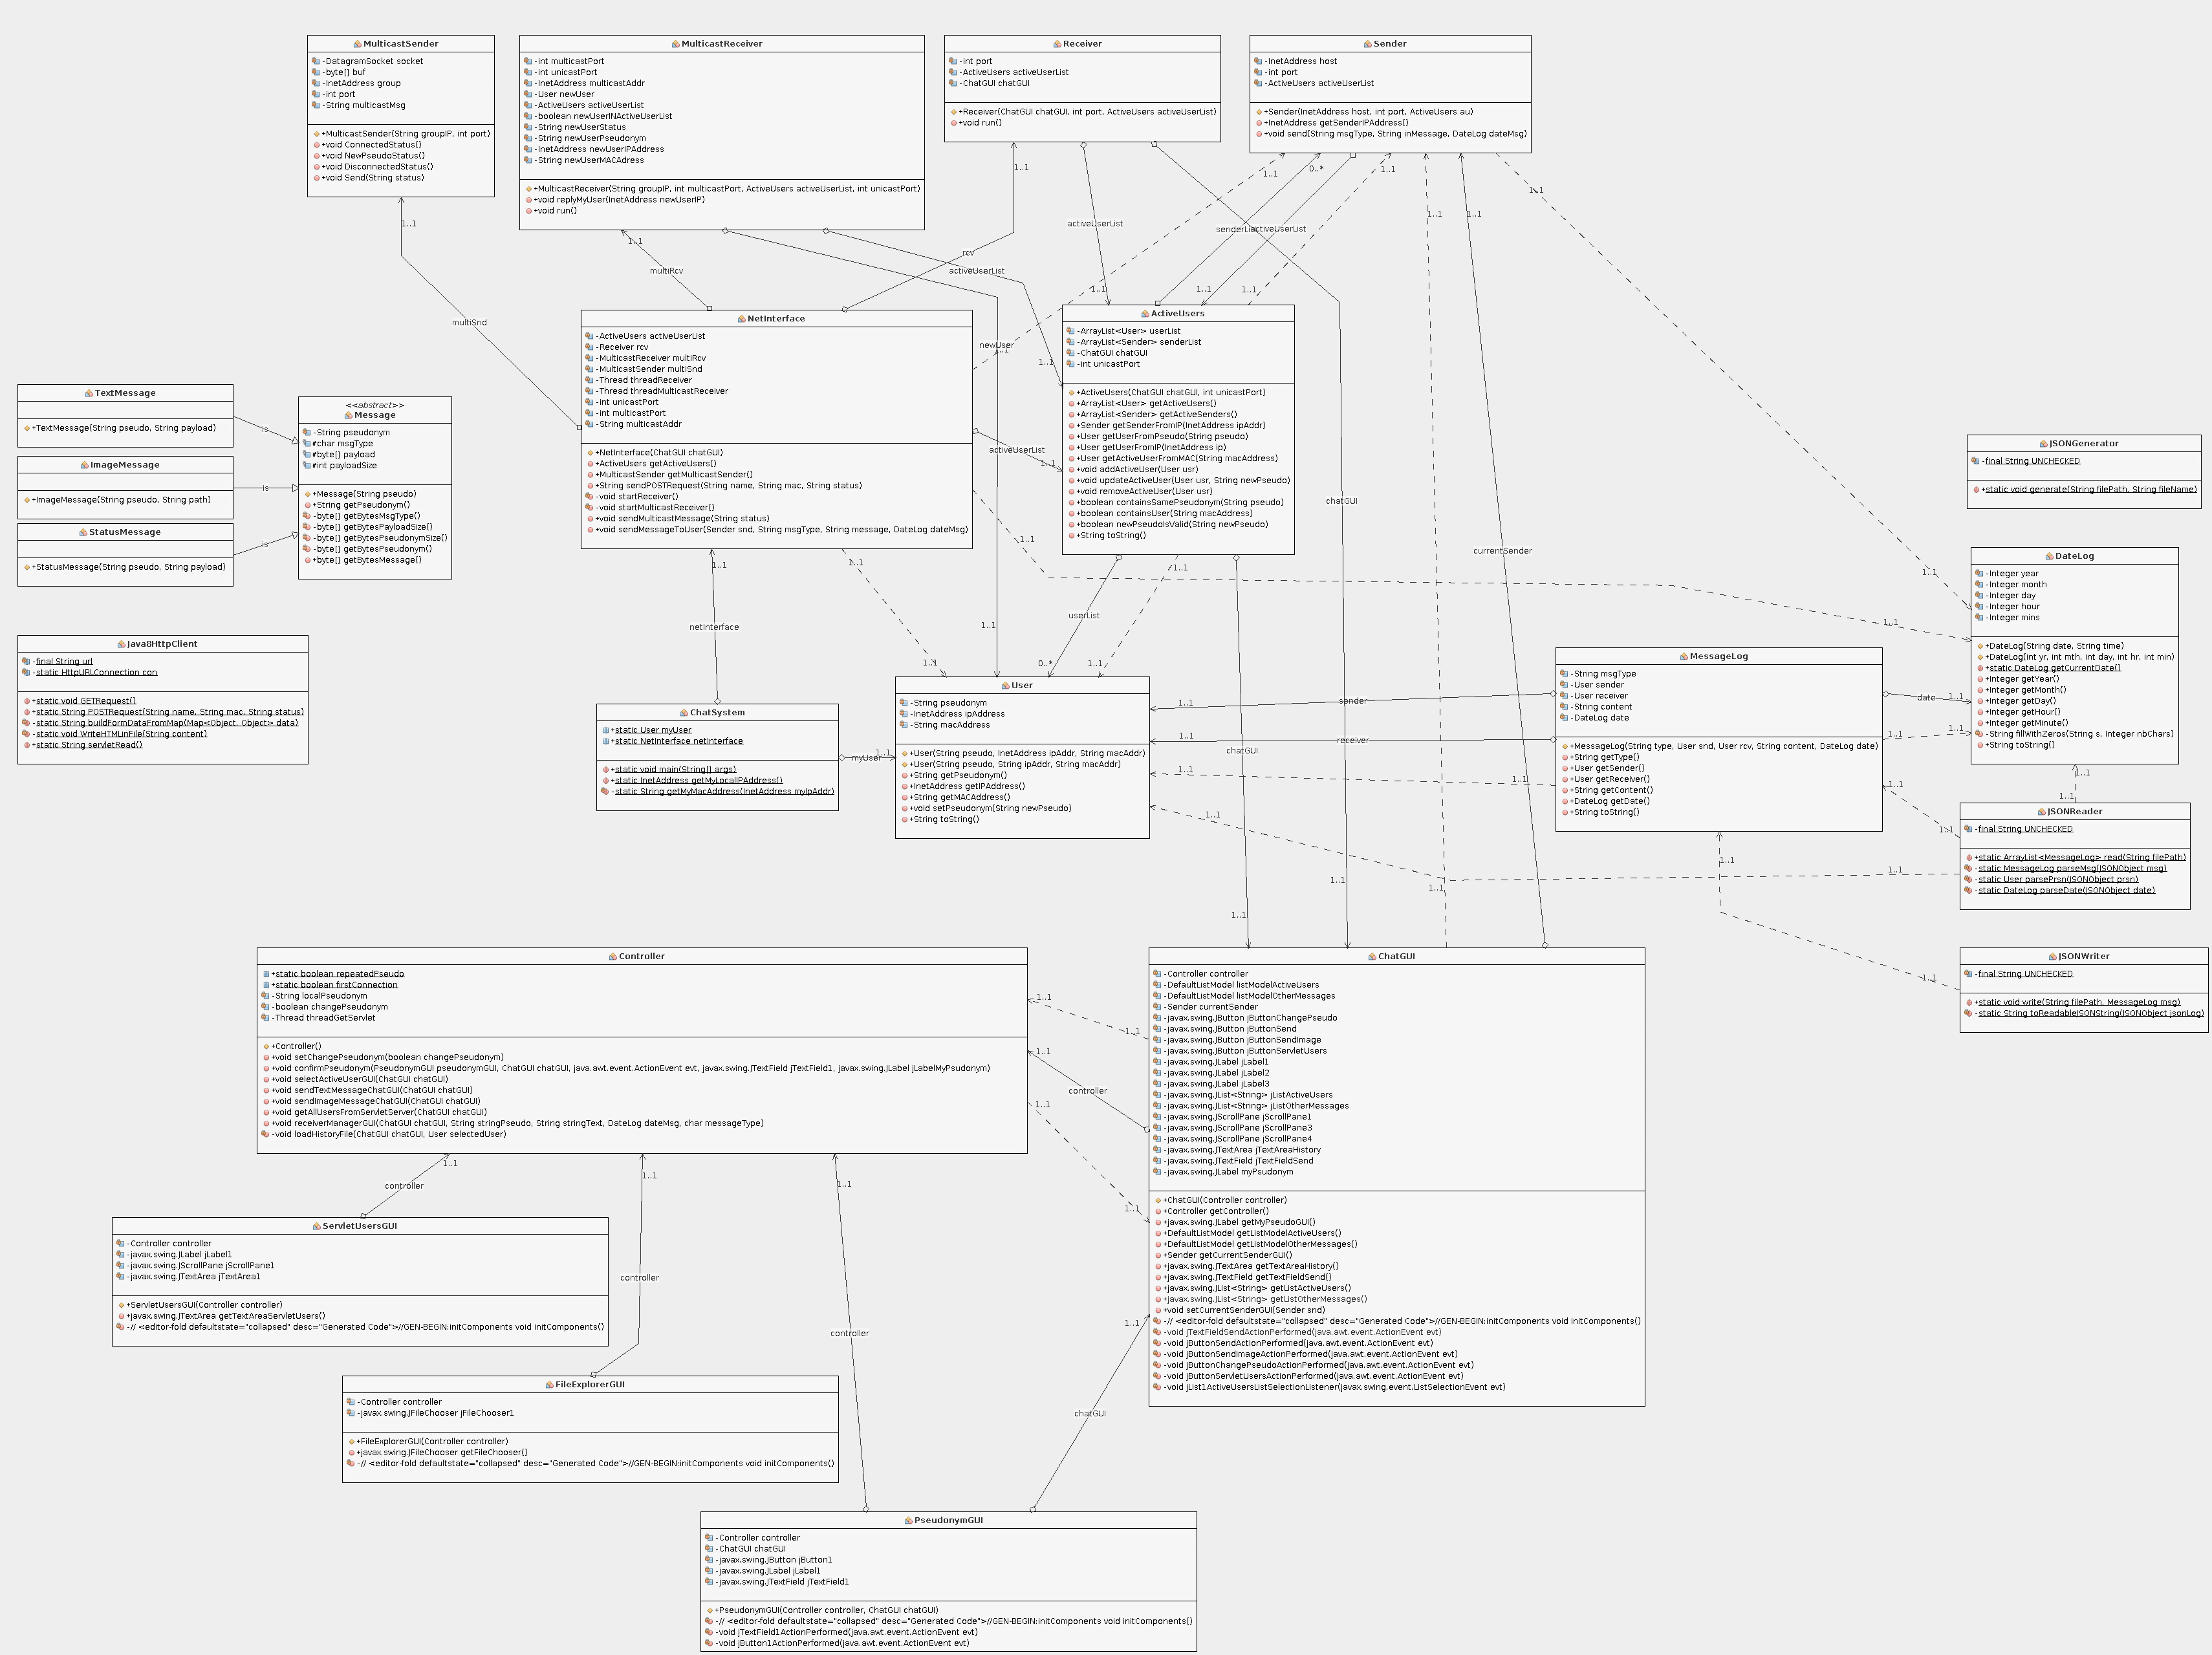 MulticastSender
-DatagramSocket socket
-byte[] buf
-InetAddress group
-int port
-String multicastMsg
+MulticastSender(String groupIP, int port)
+void ConnectedStatus()
+void NewPseudoStatus()
+void DisconnectedStatus()
+void Send(String status)
MulticastReceiver
-int multicastPort
-int unicastPort
-InetAddress multicastAddr
-User newUser
-ActiveUsers activeUserList
-boolean newUserINActiveUserList
-String newUserStatus
-String newUserPseudonym
-InetAddress newUserIPAddress
-String newUserMACAdress
+MulticastReceiver(String groupIP, int multicastPort, ActiveUsers activeUserList, int unicastPort)
+void replyMyUser(InetAddress newUserIP)
+void run()
Receiver
-int port
-ActiveUsers activeUserList
-ChatGUI chatGUI
+Receiver(ChatGUI chatGUI, int port, ActiveUsers activeUserList)
+void run()
Sender
-InetAddress host
-int port
-ActiveUsers activeUserList
+Sender(InetAddress host, int port, ActiveUsers au)
+InetAddress getSenderIPAddress()
+void send(String msgType, String inMessage, DateLog dateMsg)
1..1
1..1
1..1
1..1
0..*
1..1
1..1
1..1
1..1
activeUserList
senderList
activeUserList
multiRcv
rcv
activeUserList
1..1
1..1
1..1
chatGUI
multiSnd
newUser
1..1
1..1
NetInterface
-ActiveUsers activeUserList
-Receiver rcv
-MulticastReceiver multiRcv
-MulticastSender multiSnd
-Thread threadReceiver
-Thread threadMulticastReceiver
-int unicastPort
-int multicastPort
-String multicastAddr
+NetInterface(ChatGUI chatGUI)
+ActiveUsers getActiveUsers()
+MulticastSender getMulticastSender()
+String sendPOSTRequest(String name, String mac, String status)
-void startReceiver()
-void startMulticastReceiver()
+void sendMulticastMessage(String status)
+void sendMessageToUser(Sender snd, String msgType, String message, DateLog dateMsg)
activeUserList
1..1
ActiveUsers
-ArrayList<User> userList
-ArrayList<Sender> senderList
-ChatGUI chatGUI
-int unicastPort
+ActiveUsers(ChatGUI chatGUI, int unicastPort)
+ArrayList<User> getActiveUsers()
+ArrayList<Sender> getActiveSenders()
+Sender getSenderFromIP(InetAddress ipAddr)
+User getUserFromPseudo(String pseudo)
+User getUserFromIP(InetAddress ip)
+User getActiveUserFromMAC(String macAddress)
+void addActiveUser(User usr)
+void updateActiveUser(User usr, String newPseudo)
+void removeActiveUser(User usr)
+boolean containsSamePseudonym(String pseudo)
+boolean containsUser(String macAddress)
+boolean newPseudoIsValid(String newPseudo)
+String toString()
TextMessage
+TextMessage(String pseudo, String payload)
ImageMessage
+ImageMessage(String pseudo, String path)
StatusMessage
+StatusMessage(String pseudo, String payload)
is
is
is
<<abstract>>
Message
-String pseudonym
#char msgType
#byte[] payload
#int payloadSize
+Message(String pseudo)
+String getPseudonym()
-byte[] getBytesMsgType()
-byte[] getBytesPayloadSize()
-byte[] getBytesPseudonymSize()
-byte[] getBytesPseudonym()
+byte[] getBytesMessage()
JSONGenerator
-final String UNCHECKED
+static void generate(String filePath, String fileName)
currentSender
1..1
1..1
1..1
1..1
1..1
1..1
DateLog
-Integer year
-Integer month
-Integer day
-Integer hour
-Integer mins
+DateLog(String date, String time)
+DateLog(int yr, int mth, int day, int hr, int min)
+static DateLog getCurrentDate()
+Integer getYear()
+Integer getMonth()
+Integer getDay()
+Integer getHour()
+Integer getMinute()
-String fillWithZeros(String s, Integer nbChars)
+String toString()
Java8HttpClient
-final String url
-static HttpURLConnection con
+static void GETRequest()
+static String POSTRequest(String name, String mac, String status)
-static String buildFormDataFromMap(Map<Object, Object> data)
-static void WriteHTMLinFile(String content)
+static String servletRead()
netInterface
1..1
userList
1..1
0..*
1..1
ChatSystem
+static User myUser
+static NetInterface netInterface
+static void main(String[] args)
+static InetAddress getMyLocalIPAddress()
-static String getMyMacAddress(InetAddress myIpAddr)
myUser
1..1
User
-String pseudonym
-InetAddress ipAddress
-String macAddress
+User(String pseudo, InetAddress ipAddr, String macAddr)
+User(String pseudo, String ipAddr, String macAddr)
+String getPseudonym()
+InetAddress getIPAddress()
+String getMACAddress()
+void setPseudonym(String newPseudo)
+String toString()
1..1
sender
1..1
receiver
1..1
1..1
1..1
1..1
chatGUI
MessageLog
-String msgType
-User sender
-User receiver
-String content
-DateLog date
+MessageLog(String type, User snd, User rcv, String content, DateLog date)
+String getType()
+User getSender()
+User getReceiver()
+String getContent()
+DateLog getDate()
+String toString()
date
1..1
1..1
1..1
1..1
1..1
1..1
1..1
JSONReader
-final String UNCHECKED
+static ArrayList<MessageLog> read(String filePath)
-static MessageLog parseMsg(JSONObject msg)
-static User parsePrsn(JSONObject prsn)
-static DateLog parseDate(JSONObject date)
1..1
1..1
1..1
1..1
1..1
JSONWriter
-final String UNCHECKED
+static void write(String filePath, MessageLog msg)
-static String toReadableJSONString(JSONObject jsonLog)
Controller
+static boolean repeatedPseudo
+static boolean firstConnection
-String localPseudonym
-boolean changePseudonym
-Thread threadGetServlet
+Controller()
+void setChangePseudonym(boolean changePseudonym)
+void confirmPseudonym(PseudonymGUI pseudonymGUI, ChatGUI chatGUI, java.awt.event.ActionEvent evt, javax.swing.JTextField jTextField1, javax.swing.JLabel jLabelMyPsudonym)
+void selectActiveUserGUI(ChatGUI chatGUI)
+void sendTextMessageChatGUI(ChatGUI chatGUI)
+void sendImageMessageChatGUI(ChatGUI chatGUI)
+void getAllUsersFromServletServer(ChatGUI chatGUI)
+void receiverManagerGUI(ChatGUI chatGUI, String stringPseudo, String stringText, DateLog dateMsg, char messageType)
-void loadHistoryFile(ChatGUI chatGUI, User selectedUser)
1..1
1..1
1..1
controller
1..1
1..1
ChatGUI
-Controller controller
-DefaultListModel listModelActiveUsers
-DefaultListModel listModelOtherMessages
-Sender currentSender
-javax.swing.JButton jButtonChangePseudo
-javax.swing.JButton jButtonSend
-javax.swing.JButton jButtonSendImage
-javax.swing.JButton jButtonServletUsers
-javax.swing.JLabel jLabel1
-javax.swing.JLabel jLabel2
-javax.swing.JLabel jLabel3
-javax.swing.JList<String> jListActiveUsers
-javax.swing.JList<String> jListOtherMessages
-javax.swing.JScrollPane jScrollPane1
-javax.swing.JScrollPane jScrollPane3
-javax.swing.JScrollPane jScrollPane4
-javax.swing.JTextArea jTextAreaHistory
-javax.swing.JTextField jTextFieldSend
-javax.swing.JLabel myPsudonym
+ChatGUI(Controller controller)
+Controller getController()
+javax.swing.JLabel getMyPseudoGUI()
+DefaultListModel getListModelActiveUsers()
+DefaultListModel getListModelOtherMessages()
+Sender getCurrentSenderGUI()
+javax.swing.JTextArea getTextAreaHistory()
+javax.swing.JTextField getTextFieldSend()
+javax.swing.JList<String> getListActiveUsers()
+javax.swing.JList<String> getListOtherMessages()
+void setCurrentSenderGUI(Sender snd)
-// <editor-fold defaultstate="collapsed" desc="Generated Code">//GEN-BEGIN:initComponents void initComponents()
-void jTextFieldSendActionPerformed(java.awt.event.ActionEvent evt)
-void jButtonSendActionPerformed(java.awt.event.ActionEvent evt)
-void jButtonSendImageActionPerformed(java.awt.event.ActionEvent evt)
-void jButtonChangePseudoActionPerformed(java.awt.event.ActionEvent evt)
-void jButtonServletUsersActionPerformed(java.awt.event.ActionEvent evt)
-void jList1ActiveUsersListSelectionListener(javax.swing.event.ListSelectionEvent evt)
1..1
1..1
1..1
controller
controller
controller
1..1
chatGUI
ServletUsersGUI
-Controller controller
-javax.swing.JLabel jLabel1
-javax.swing.JScrollPane jScrollPane1
-javax.swing.JTextArea jTextArea1
+ServletUsersGUI(Controller controller)
+javax.swing.JTextArea getTextAreaServletUsers()
-// <editor-fold defaultstate="collapsed" desc="Generated Code">//GEN-BEGIN:initComponents void initComponents()
FileExplorerGUI
-Controller controller
-javax.swing.JFileChooser jFileChooser1
+FileExplorerGUI(Controller controller)
+javax.swing.JFileChooser getFileChooser()
-// <editor-fold defaultstate="collapsed" desc="Generated Code">//GEN-BEGIN:initComponents void initComponents()
PseudonymGUI
-Controller controller
-ChatGUI chatGUI
-javax.swing.JButton jButton1
-javax.swing.JLabel jLabel1
-javax.swing.JTextField jTextField1
+PseudonymGUI(Controller controller, ChatGUI chatGUI)
-// <editor-fold defaultstate="collapsed" desc="Generated Code">//GEN-BEGIN:initComponents void initComponents()
-void jTextField1ActionPerformed(java.awt.event.ActionEvent evt)
-void jButton1ActionPerformed(java.awt.event.ActionEvent evt)